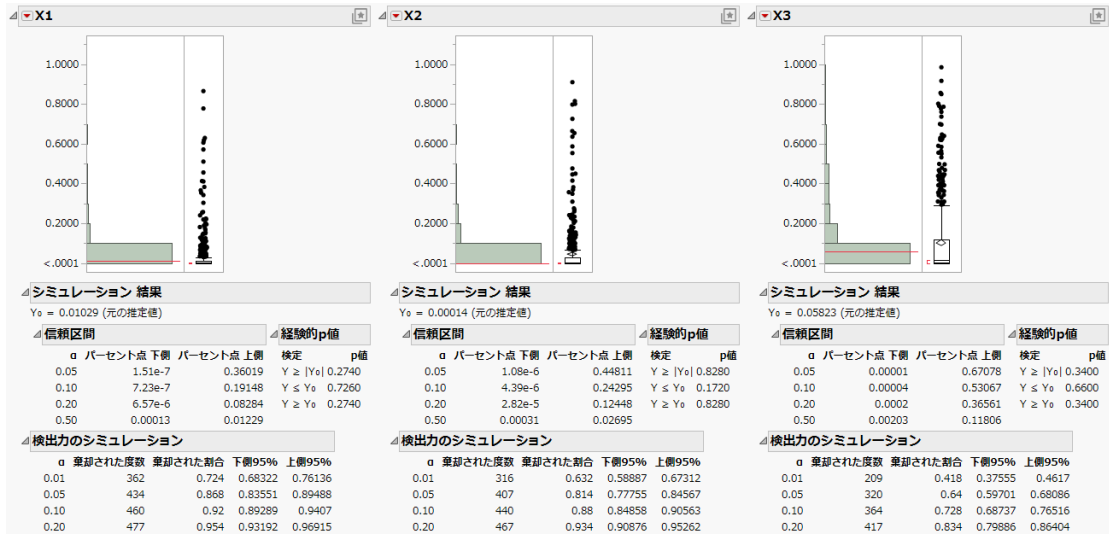 X1
1.0000
0.8000
0.6000
0.4000
0.2000
<.0001
シミュレーション 結果
Y₀ = 0.01029 (元の推定値)
信頼区間
α パーセント点 下側 パーセント点 上側
0.05 1.51e-7 0.36019
0.10 7.23e-7 0.19148
0.20 6.57e-6 0.08284
0.50 0.00013 0.01229
経験的p値
検定 p値
Y ≥ |Y₀| 0.2740
Y ≤ Y₀ 0.7260
Y ≥ Y₀ 0.2740
検出力のシミュレーション
α 棄却された度数 棄却された割合 下側95% 上側95%
0.01 362 0.724 0.68322 0.76136
0.05 434 0.868 0.83551 0.89488
0.10 460 0.92 0.89289 0.9407
0.20 477 0.954 0.93192 0.96915
X2
1.0000
0.8000
0.6000
0.4000
0.2000
<.0001
シミュレーション 結果
Y₀ = 0.00014 (元の推定値)
信頼区間
α パーセント点 下側 パーセント点 上側
0.05 1.08e-6 0.44811
0.10 4.39e-6 0.24295
0.20 2.82e-5 0.12448
0.50 0.00031 0.02695
経験的p値
検定 p値
Y ≥ |Y₀| 0.8280
Y ≤ Y₀ 0.1720
Y ≥ Y₀ 0.8280
検出力のシミュレーション
α 棄却された度数 棄却された割合 下側95% 上側95%
0.01 316 0.632 0.58887 0.67312
0.05 407 0.814 0.77755 0.84567
0.10 440 0.88 0.84858 0.90563
0.20 467 0.934 0.90876 0.95262
X3
1.0000
0.8000
0.6000
0.4000
0.2000
<.0001
シミュレーション 結果
Y₀ = 0.05823 (元の推定値)
信頼区間
α パーセント点 下側 パーセント点 上側
0.05 0.00001 0.67078
0.10 0.00004 0.53067
0.20 0.0002 0.36561
0.50 0.00203 0.11806
経験的p値
検定 p値
Y ≥ |Y₀| 0.3400
Y ≤ Y₀ 0.6600
Y ≥ Y₀ 0.3400
検出力のシミュレーション
α 棄却された度数 棄却された割合 下側95% 上側95%
0.01 209 0.418 0.37555 0.4617
0.05 320 0.64 0.59701 0.68086
0.10 364 0.728 0.68737 0.76516
0.20 417 0.834 0.79886 0.86404